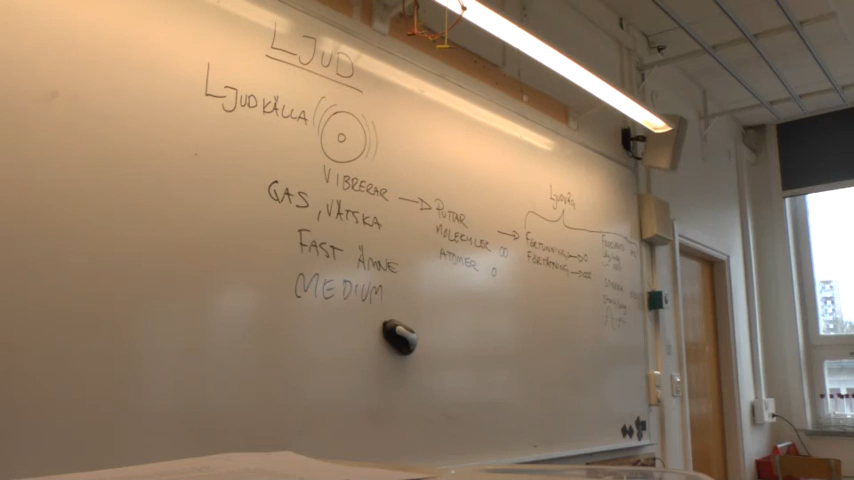 LJUD
LJUDKÄLLA
VIBRERAR
GAS, VÄTSKA
FAST ÄMNE
MEDIUM
PUTTAR
MOLEKYLER
ATOMER
LJUDVÅG
FÖRTUNNING
FÖRTÄTNING